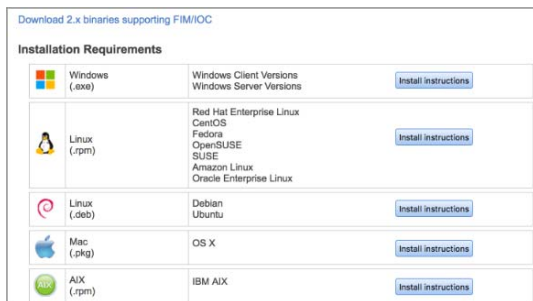 Download 2.x binaries supporting FIM/IOC
Installation Requirements
Windows
(.exe)
Windows Client Versions
Windows Server Versions
Install instructions
Linux
(.rpm)
Red Hat Enterprise Linux
CentOS
Fedora
OpenSUSE
SUSE
Amazon Linux
Oracle Enterprise Linux
Install instructions
Linux
(.deb)
Debian
Ubuntu
Install instructions
Mac
(.pkg)
OS X
Install instructions
AIX
AIX
(.rpm)
IBM AIX
Install instructions